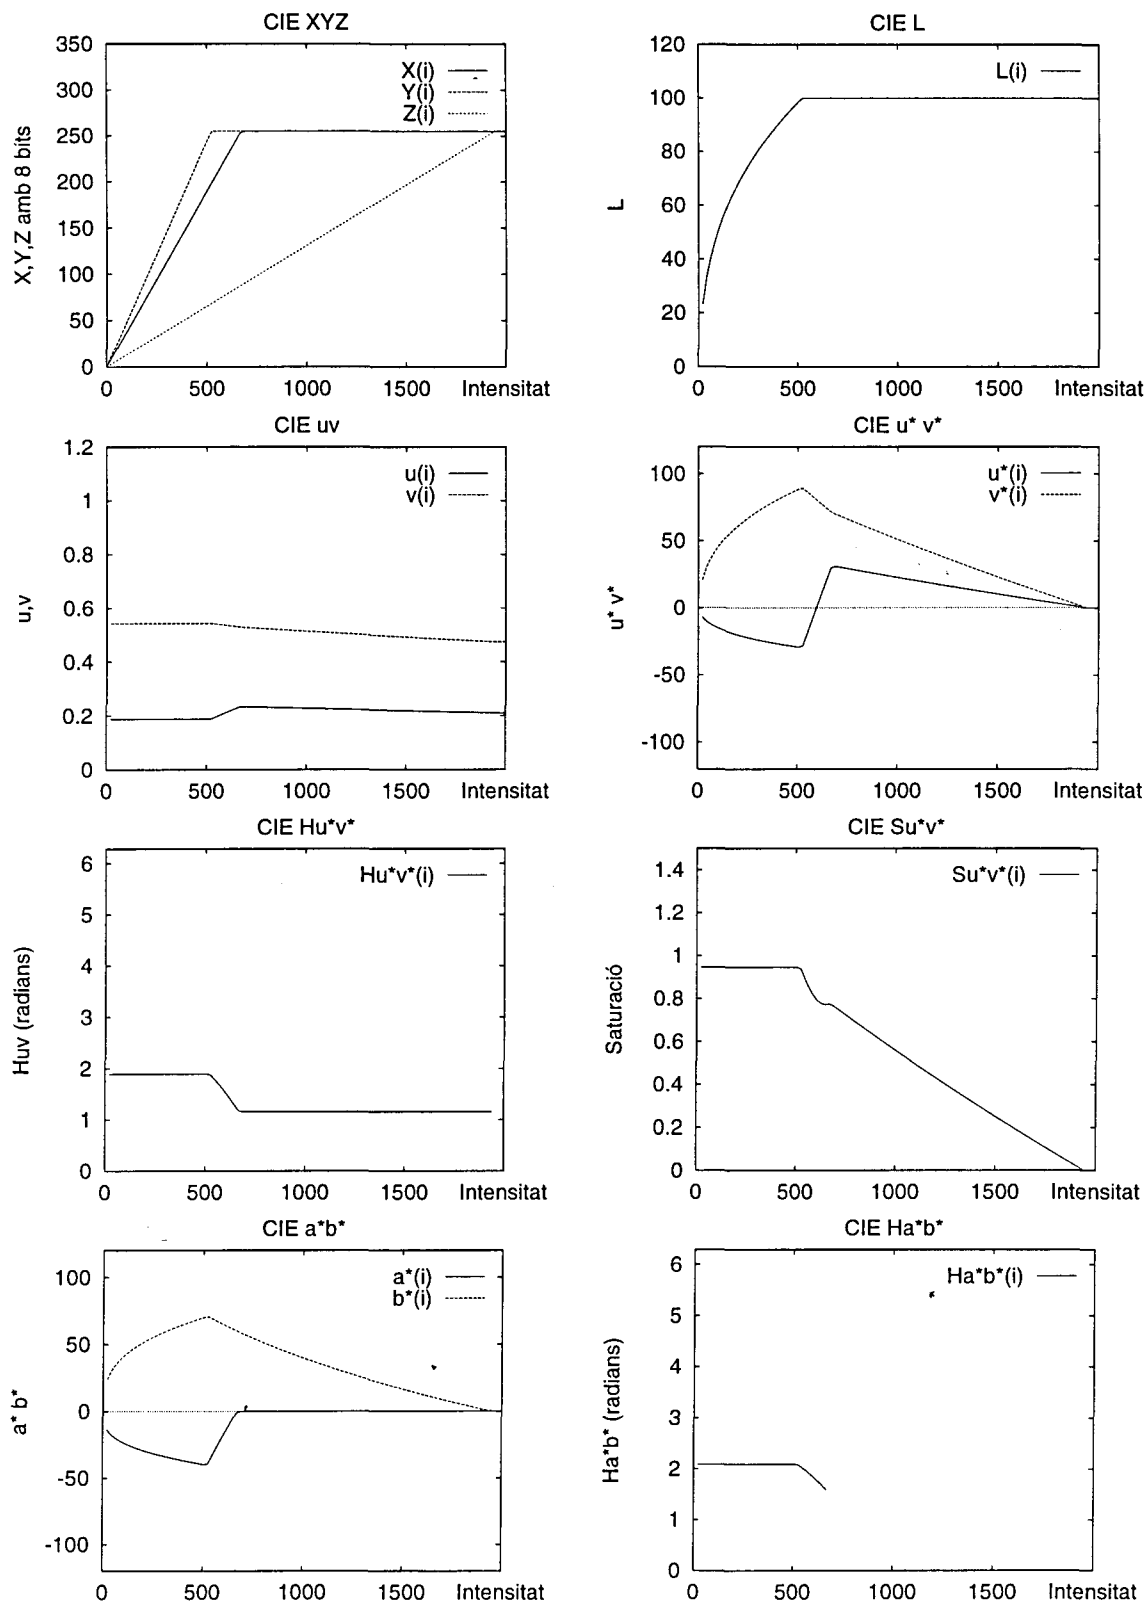 CIE XYZ
350
300
250
200
150
100
50
0
X,Y,Z amb 8 bits
X(i)
Y(i)
Z(i)
0 500 1000 1500 Intensitat
CIE L
120
100
80
60
40
20
0
L
L(i)
0 500 1000 1500 Intensitat
CIE uv
1.2
1
0.8
0.6
0.4
0.2
0
u,v
u(i)
v(i)
0 500 1000 1500 Intensitat
CIE u* v*
100
50
0
-50
-100
u* v*
u*(i)
v*(i)
0 500 1000 1500 Intensitat
CIE Hu*v*
6
5
4
3
2
1
0
Huv (radians)
Hu*v*(i)
0 500 1000 1500 Intensitat
CIE Su*v*
1.4
1.2
1
0.8
0.6
0.4
0.2
0
Saturació
Su*v*(i)
0 500 1000 1500 Intensitat
CIE a*b*
100
50
0
-50
-100
a* b*
a*(i)
b*(i)
0 500 1000 1500 Intensitat
CIE Ha*b*
6
5
4
3
2
1
0
Ha*b* (radians)
Ha*b*(i)
0 500 1000 1500 Intensitat